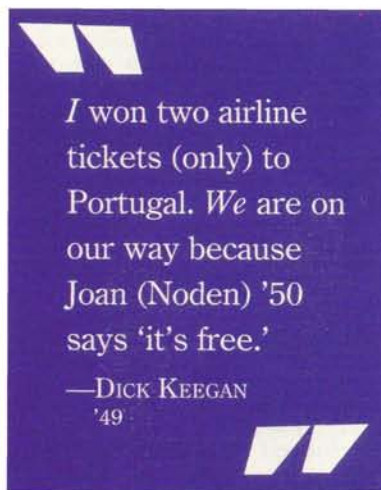 I won two airline
tickets (only) to
Portugal. We are on
our way because
Joan (Noden) ’50
says ‘it’s free.’
—DICK KEEGAN
’49